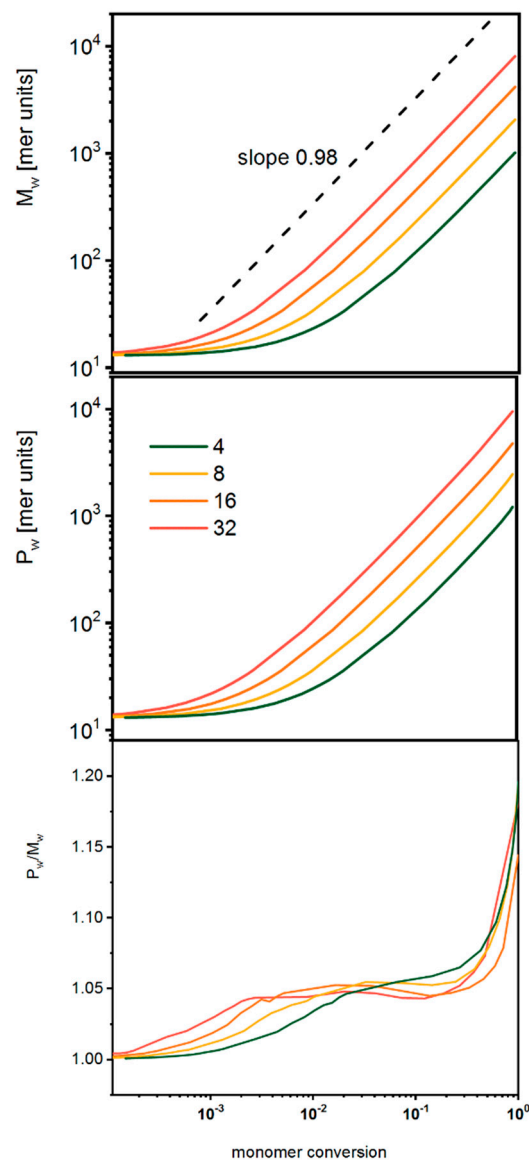 M_w [mer units]
10^4
10^3
10^2
10^1
slope 0.98
P_w [mer units]
10^4
10^3
10^2
10^1
4
8
16
32
P_w/M_w
1.20
1.15
1.10
1.05
1.00
10^-3 10^-2 10^-1 10^0
monomer conversion